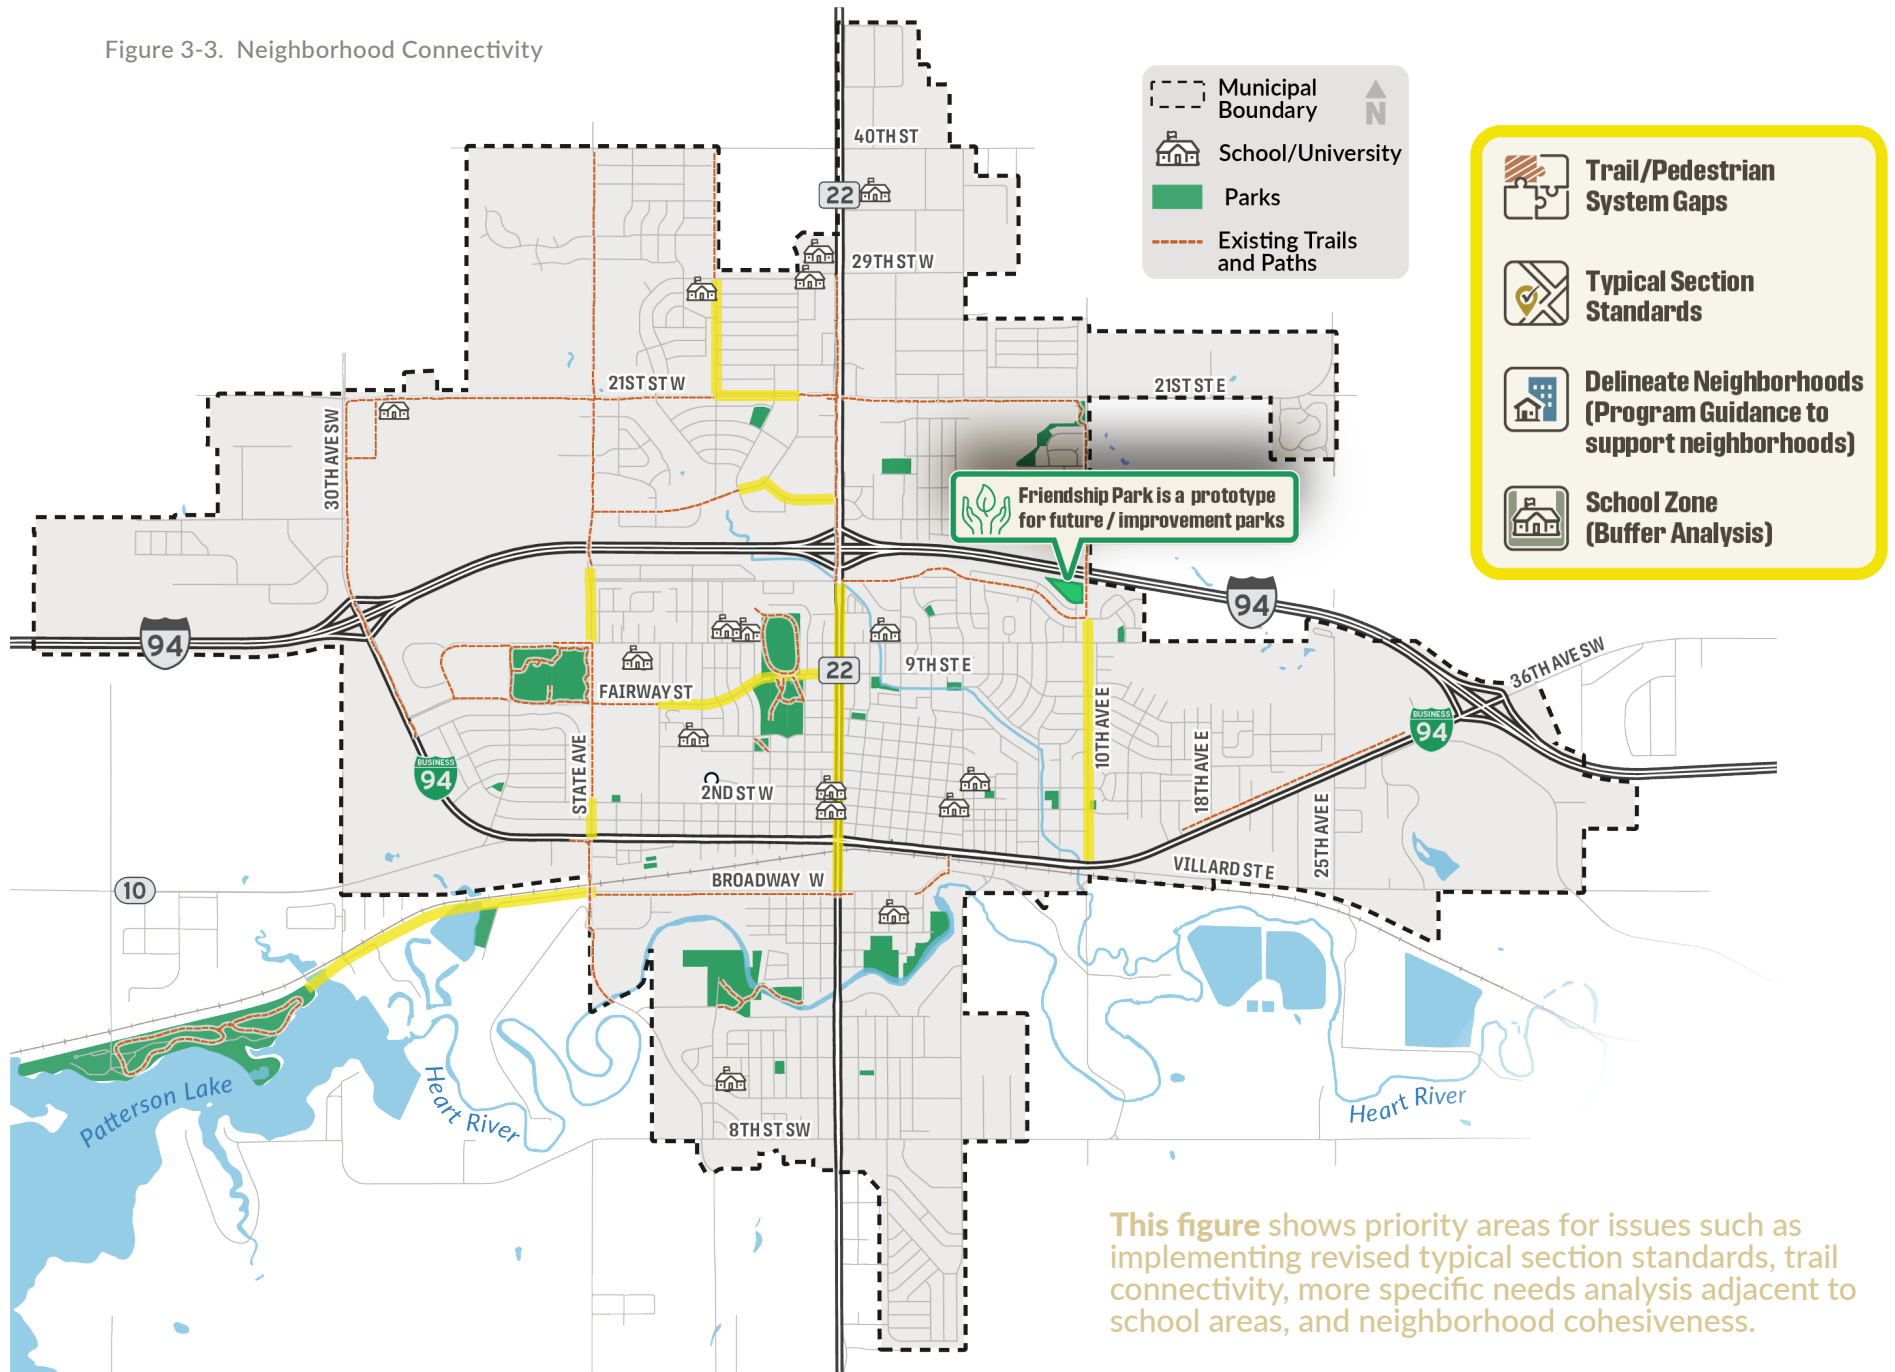 Figure 3-3. Neighborhood Connectivity
Municipal
Boundary
N
School/University
Parks
Existing Trails
and Paths
Trail/Pedestrian
System Gaps
Typical Section
Standards
Delineate Neighborhoods
(Program Guidance to
support neighborhoods)
School Zone
(Buffer Analysis)
40TH ST
22
29TH ST W
21ST ST W
21ST ST E
30TH AVE SW
Friendship Park is a prototype
for future / improvement parks
94
94
36TH AVE SW
22
9TH ST E
FAIRWAY ST
10TH AVE E
BUSINESS
94
BUSINESS
94
STATE AVE
18TH AVE E
2ND ST W
25TH AVE E
VILLARD ST E
BROADWAY W
10
Patterson Lake
Heart River
Heart River
8TH ST SW
This figure shows priority areas for issues such as
implementing revised typical section standards, trail
connectivity, more specific needs analysis adjacent to
school areas, and neighborhood cohesiveness.